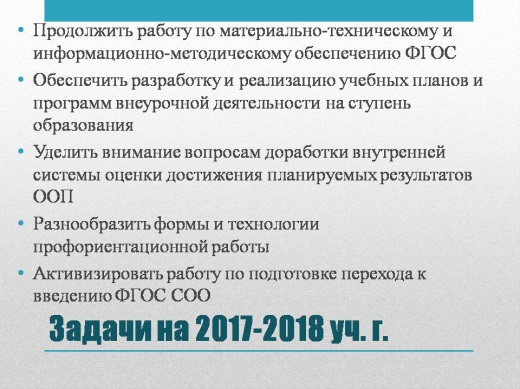 • Продолжить работу по материально-техническому и
информационно-методическому обеспечению ФГОС
• Обеспечить разработку и реализацию учебных планов и
программ внеурочной деятельности на ступень
образования
• Уделить внимание вопросам доработки внутренней
системы оценки достижения планируемых результатов
ООП
• Разнообразить формы и технологии
профориентационной работы
• Активизировать работу по подготовке перехода к
введению ФГОС СОО
Задачи на 2017-2018 уч. г.